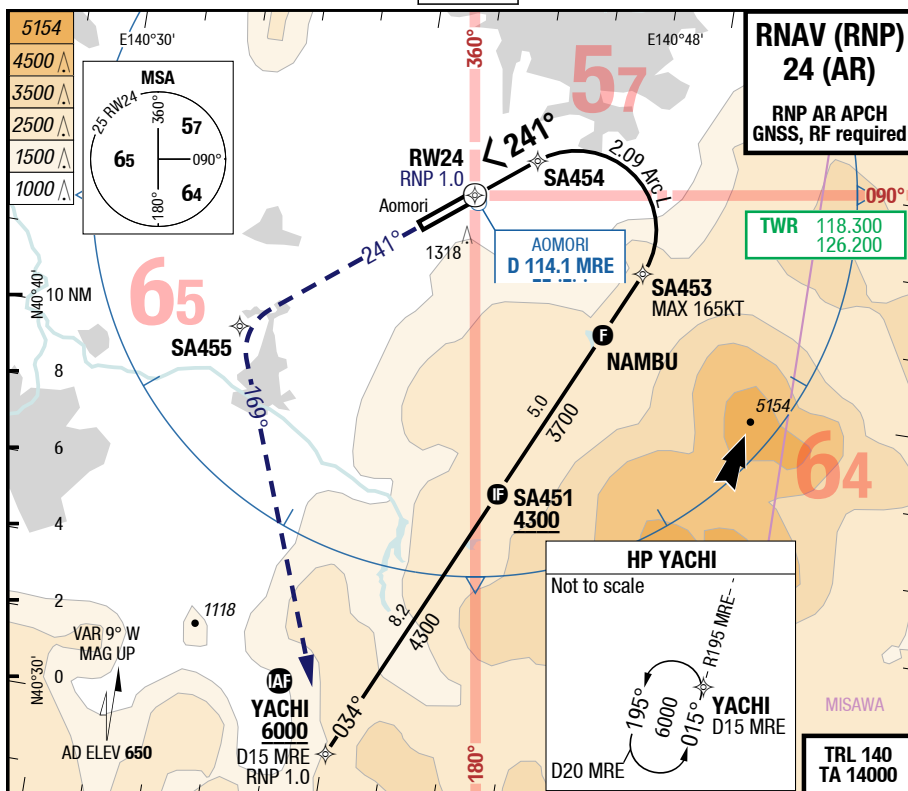 5154
4500
3500
2500
1500
1000
E140°30'
E140°48'
RNAV (RNP)
24 (AR)
RNP AR APCH
GNSS, RF required
MSA
25 RW24
360°
090°
180°
57
65
64
360°
57
241°
RW24
RNP 1.0
SA454
2.09 Arc L
090°
Aomori
TWR 118.300
126.200
241°
1318
AOMORI
D 114.1 MRE
N40°40'
10 NM
65
SA453
MAX 165KT
SA455
NAMBU
8
169°
5.0
3700
5154
6
64
SA451
4300
4
HP YACHI
Not to scale
2
8.2
4300
1118
VAR 9° W
MAG UP
R195 MRE
195°
6000
015°
YACHI
D15 MRE
D20 MRE
N40°30'
0
IAF
YACHI
6000
D15 MRE
RNP 1.0
034°
F
IF
MISAWA
AD ELEV 650
180°
TRL 140
TA 14000